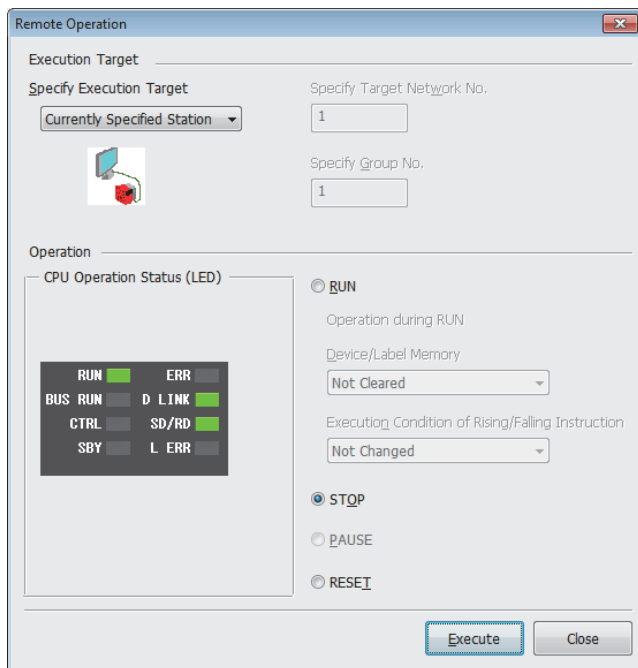 Remote Operation
Execution Target
Specify Execution Target
Currently Specified Station
Specify Target Network No.
1
Specify Group No.
1
Operation
CPU Operation Status (LED)
RUN ERR
BUS RUN D LINK
CTRL SD/RD
SBY L ERR
RUN
Operation during RUN
Device/Label Memory
Not Cleared
Execution Condition of Rising/Falling Instruction
Not Changed
STOP
PAUSE
RESET
Execute Close